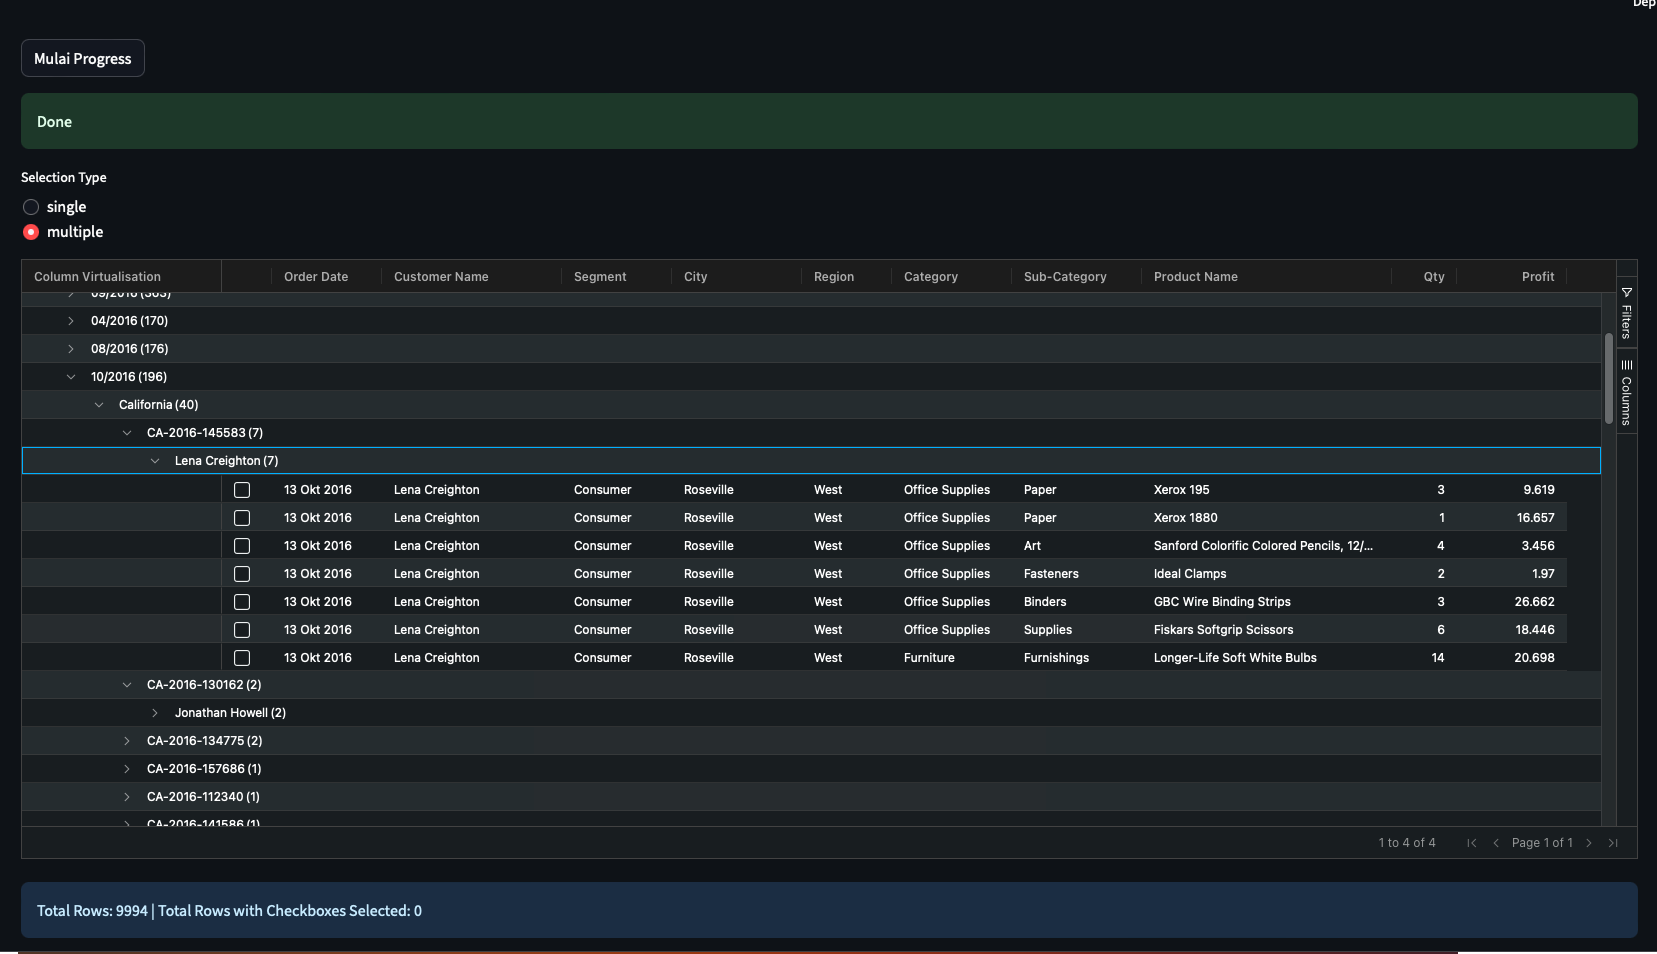 Dep
Mulai Progress
Done
Selection Type
single
multiple
Column Virtualisation Order Date Customer Name Segment City Region Category Sub-Category Product Name Qty Profit
09/2016 (363)
04/2016 (170)
08/2016 (176)
10/2016 (196)
California (40)
CA-2016-145583 (7)
Lena Creighton (7)
13 Okt 2016 Lena Creighton Consumer Roseville West Office Supplies Paper Xerox 195 3 9.619
13 Okt 2016 Lena Creighton Consumer Roseville West Office Supplies Paper Xerox 1880 1 16.657
13 Okt 2016 Lena Creighton Consumer Roseville West Office Supplies Art Sanford Colorific Colored Pencils, 12/... 4 3.456
13 Okt 2016 Lena Creighton Consumer Roseville West Office Supplies Fasteners Ideal Clamps 2 1.97
13 Okt 2016 Lena Creighton Consumer Roseville West Office Supplies Binders GBC Wire Binding Strips 3 26.662
13 Okt 2016 Lena Creighton Consumer Roseville West Office Supplies Supplies Fiskars Softgrip Scissors 6 18.446
13 Okt 2016 Lena Creighton Consumer Roseville West Furniture Furnishings Longer-Life Soft White Bulbs 14 20.698
CA-2016-130162 (2)
Jonathan Howell (2)
CA-2016-134775 (2)
CA-2016-157686 (1)
CA-2016-112340 (1)
CA-2016-141586 (1)
Filters
Columns
1 to 4 of 4 Page 1 of 1
Total Rows: 9994 | Total Rows with Checkboxes Selected: 0